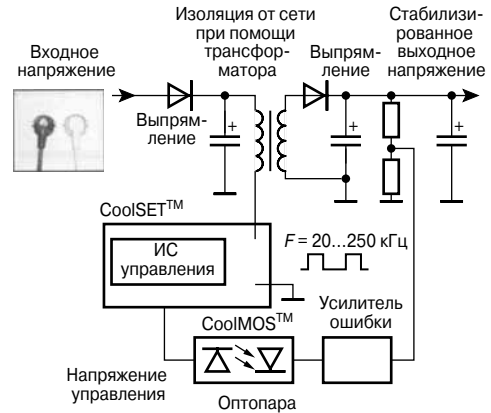 Изоляция от сети
при помощи
трансфор-
матора
Стабилизи-
рованное
выходное
напряжение
Входное
напряжение
Выпрям-
ление
Выпрям-
ление
+
+
+
CoolSET™
ИС
управления
F = 20...250 кГц
CoolMOS™
Усилитель
ошибки
Напряжение
управления
Оптопара